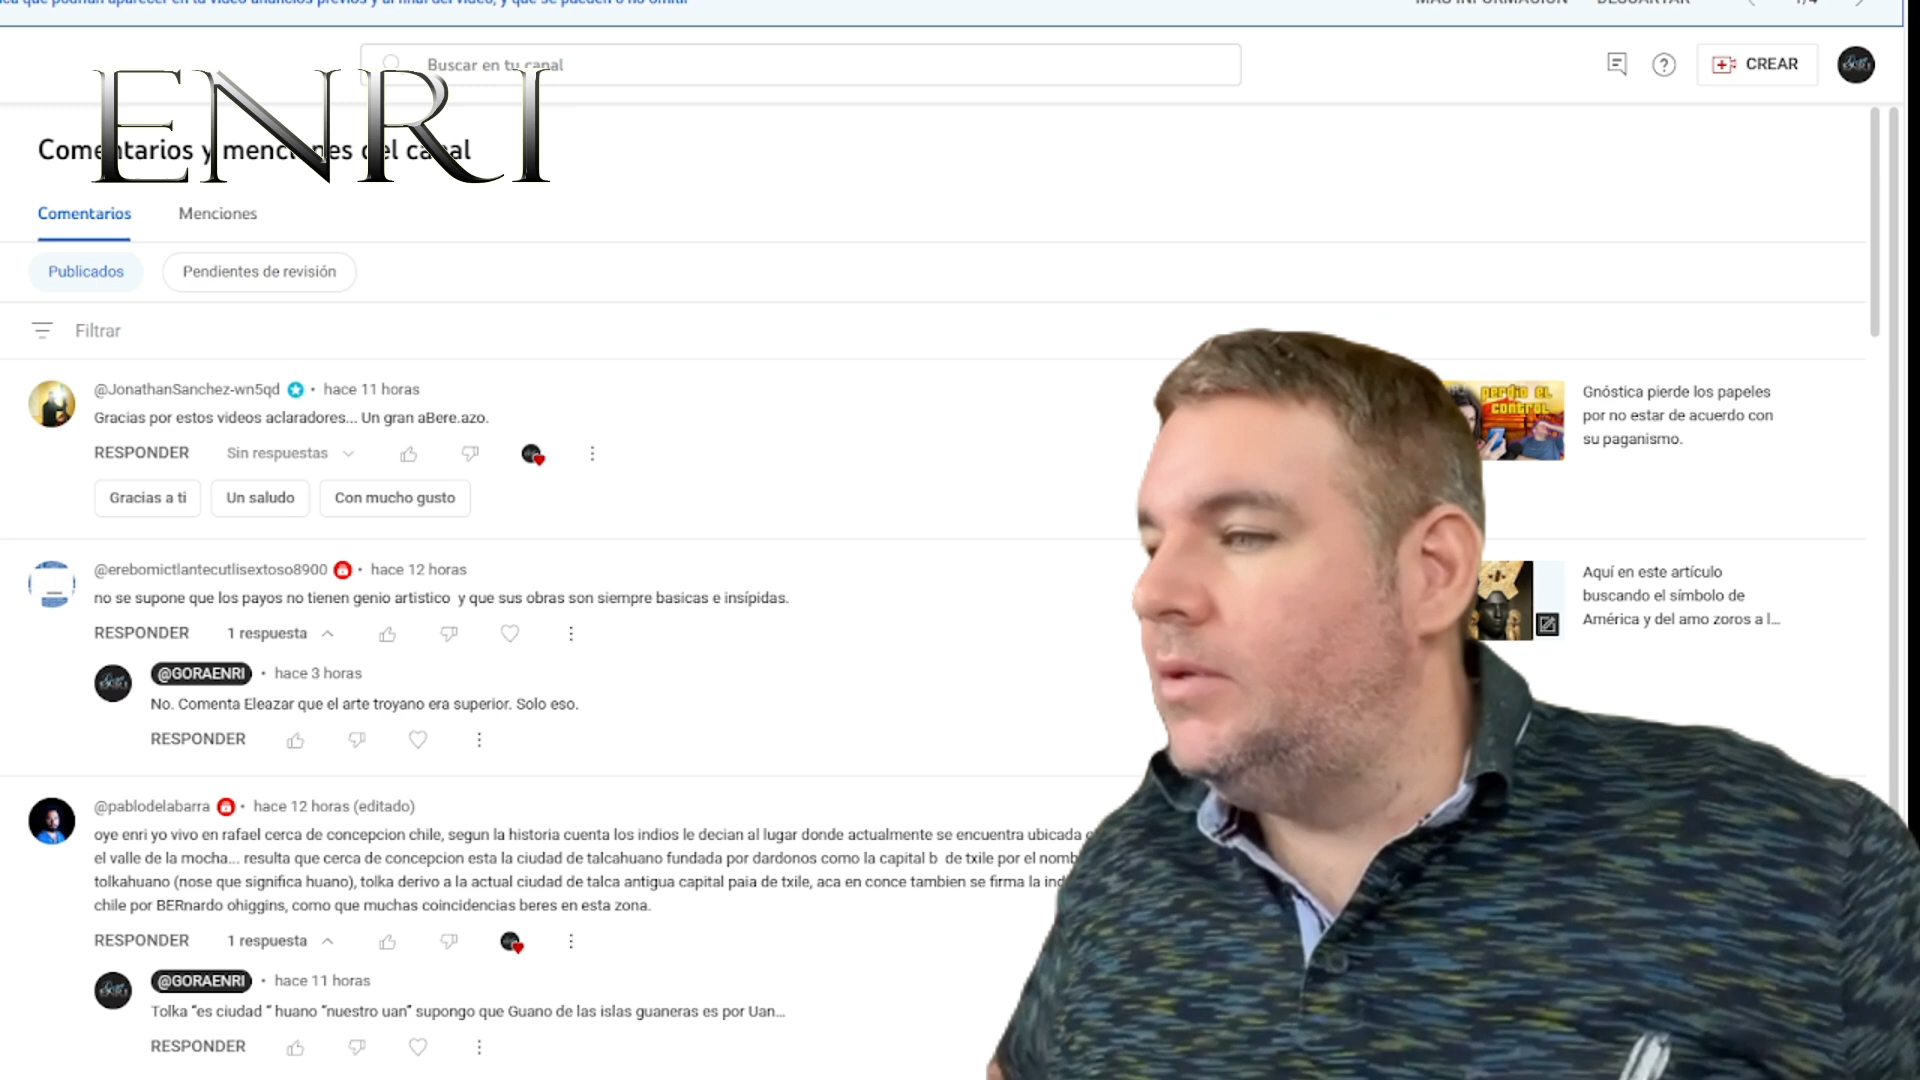 MÁS INFORMACIÓN DESCARTAR 1/4
ENRI
Buscar en tu canal
CREAR
Comentarios y menciones del canal
Comentarios Menciones
Publicados Pendientes de revisión
Filtrar
@JonathanSanchez-wn5qd • hace 11 horas
Gracias por estos videos aclaradores... Un gran aBere.azo.
RESPONDER Sin respuestas
Gracias a ti Un saludo Con mucho gusto
perdió el
control
Gnóstica pierde los papeles
por no estar de acuerdo con
su paganismo.
@erebomictlantecutlisextoso8900 • hace 12 horas
no se supone que los payos no tienen genio artistico y que sus obras son siempre basicas e insípidas.
RESPONDER 1 respuesta
Aquí en este artículo
buscando el símbolo de
América y del amo zoros a l...
@GORAENRI • hace 3 horas
No. Comenta Eleazar que el arte troyano era superior. Solo eso.
RESPONDER
@pablodelabarra • hace 12 horas (editado)
oye enri yo vivo en rafael cerca de concepcion chile, segun la historia cuenta los indios le decian al lugar donde actualmente se encuentra ubicada
el valle de la mocha... resulta que cerca de concepcion esta la ciudad de talcahuano fundada por dardonos como la capital b de txile por el nomb
tolkahuano (nose que significa huano), tolka derivo a la actual ciudad de talca antigua capital paia de txile, aca en conce tambien se firma la ind
chile por BERnardo ohiggins, como que muchas coincidencias beres en esta zona.
RESPONDER 1 respuesta
@GORAENRI • hace 11 horas
Tolka "es ciudad " huano "nuestro uan" supongo que Guano de las islas guaneras es por Uan...
RESPONDER